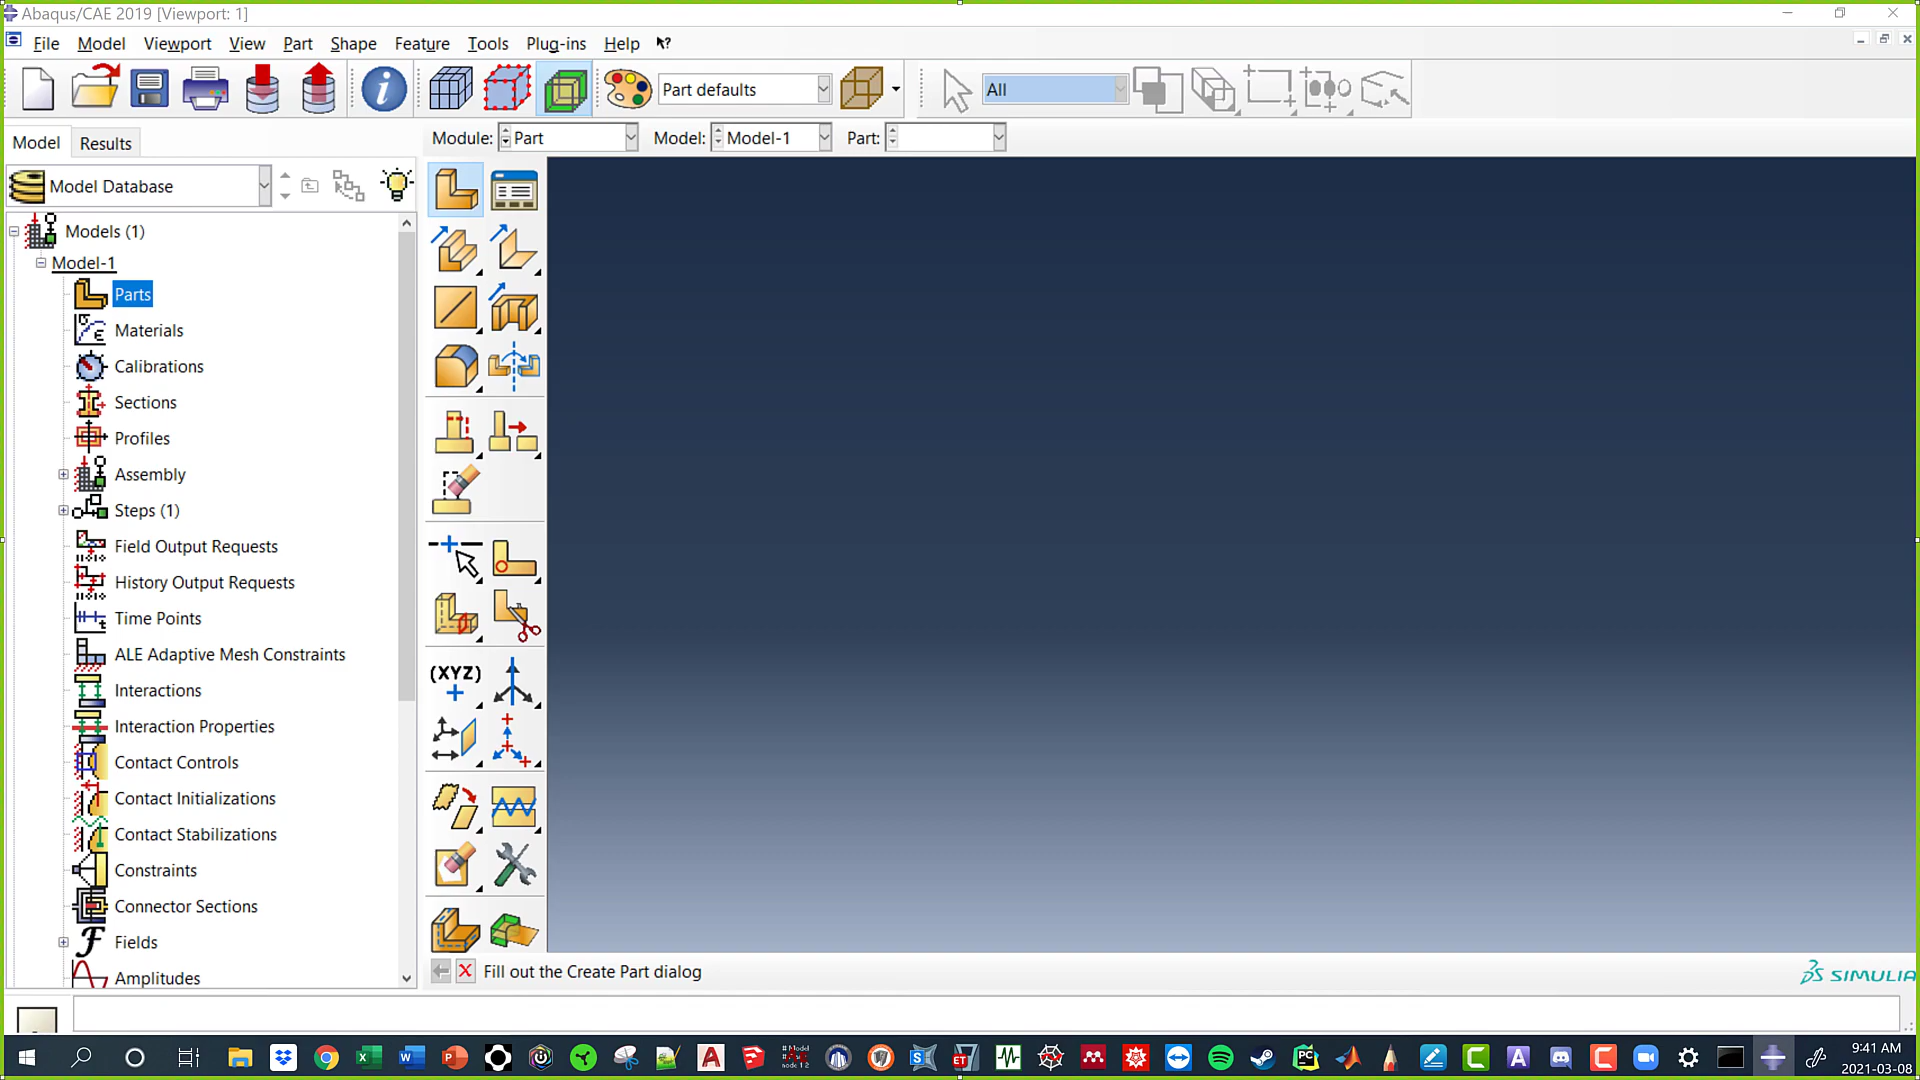 Abaqus/CAE 2019 [Viewport: 1]
File Model Viewport View Part Shape Feature Tools Plug-ins Help
Part defaults
All
Model Results
Module: Part Model: Model-1 Part:
Model Database
(XYZ)
Models (1)
Model-1
Parts
Materials
Calibrations
Sections
Profiles
Assembly
Steps (1)
Field Output Requests
History Output Requests
Time Points
ALE Adaptive Mesh Constraints
Interactions
Interaction Properties
Contact Controls
Contact Initializations
Contact Stabilizations
Constraints
Connector Sections
Fields
Amplitudes
Fill out the Create Part dialog
SIMULIA
9:41 AM
2021-03-08